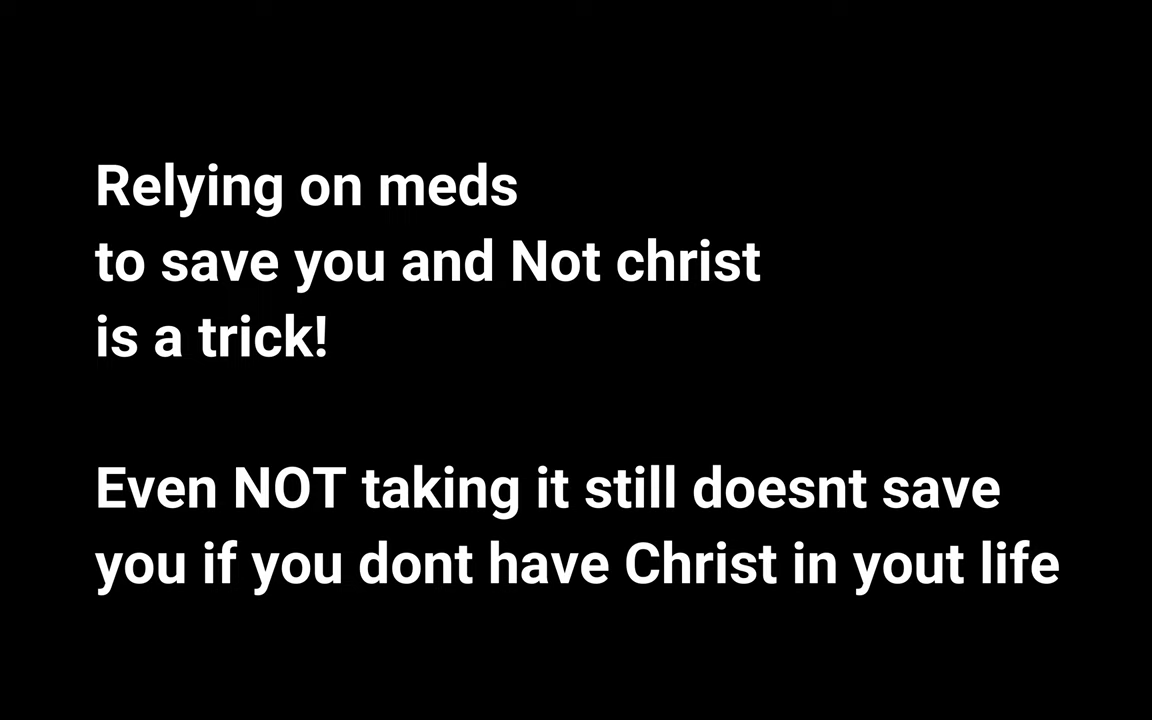 Relying on meds
to save you and Not christ
is a trick!
Even NOT taking it still doesnt save
you if you dont have Christ in yout life